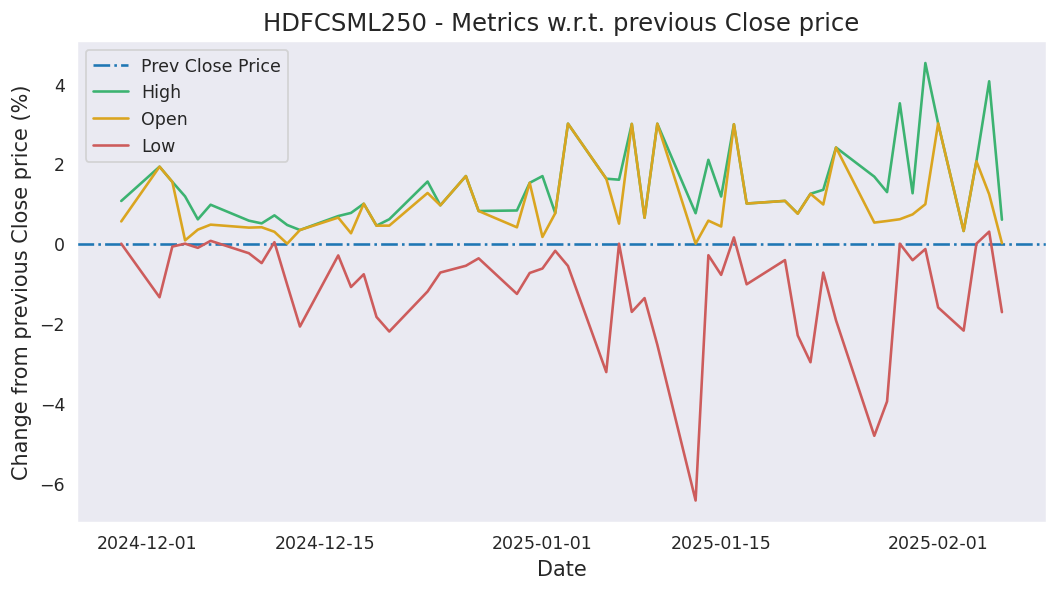 HDFCSML250 - Metrics w.r.t. previous Close price
Prev Close Price
High
Open
Low
Change from previous Close price (%)
4
2
0
−2
−4
−6
2024-12-01
2024-12-15
2025-01-01
2025-01-15
2025-02-01
Date